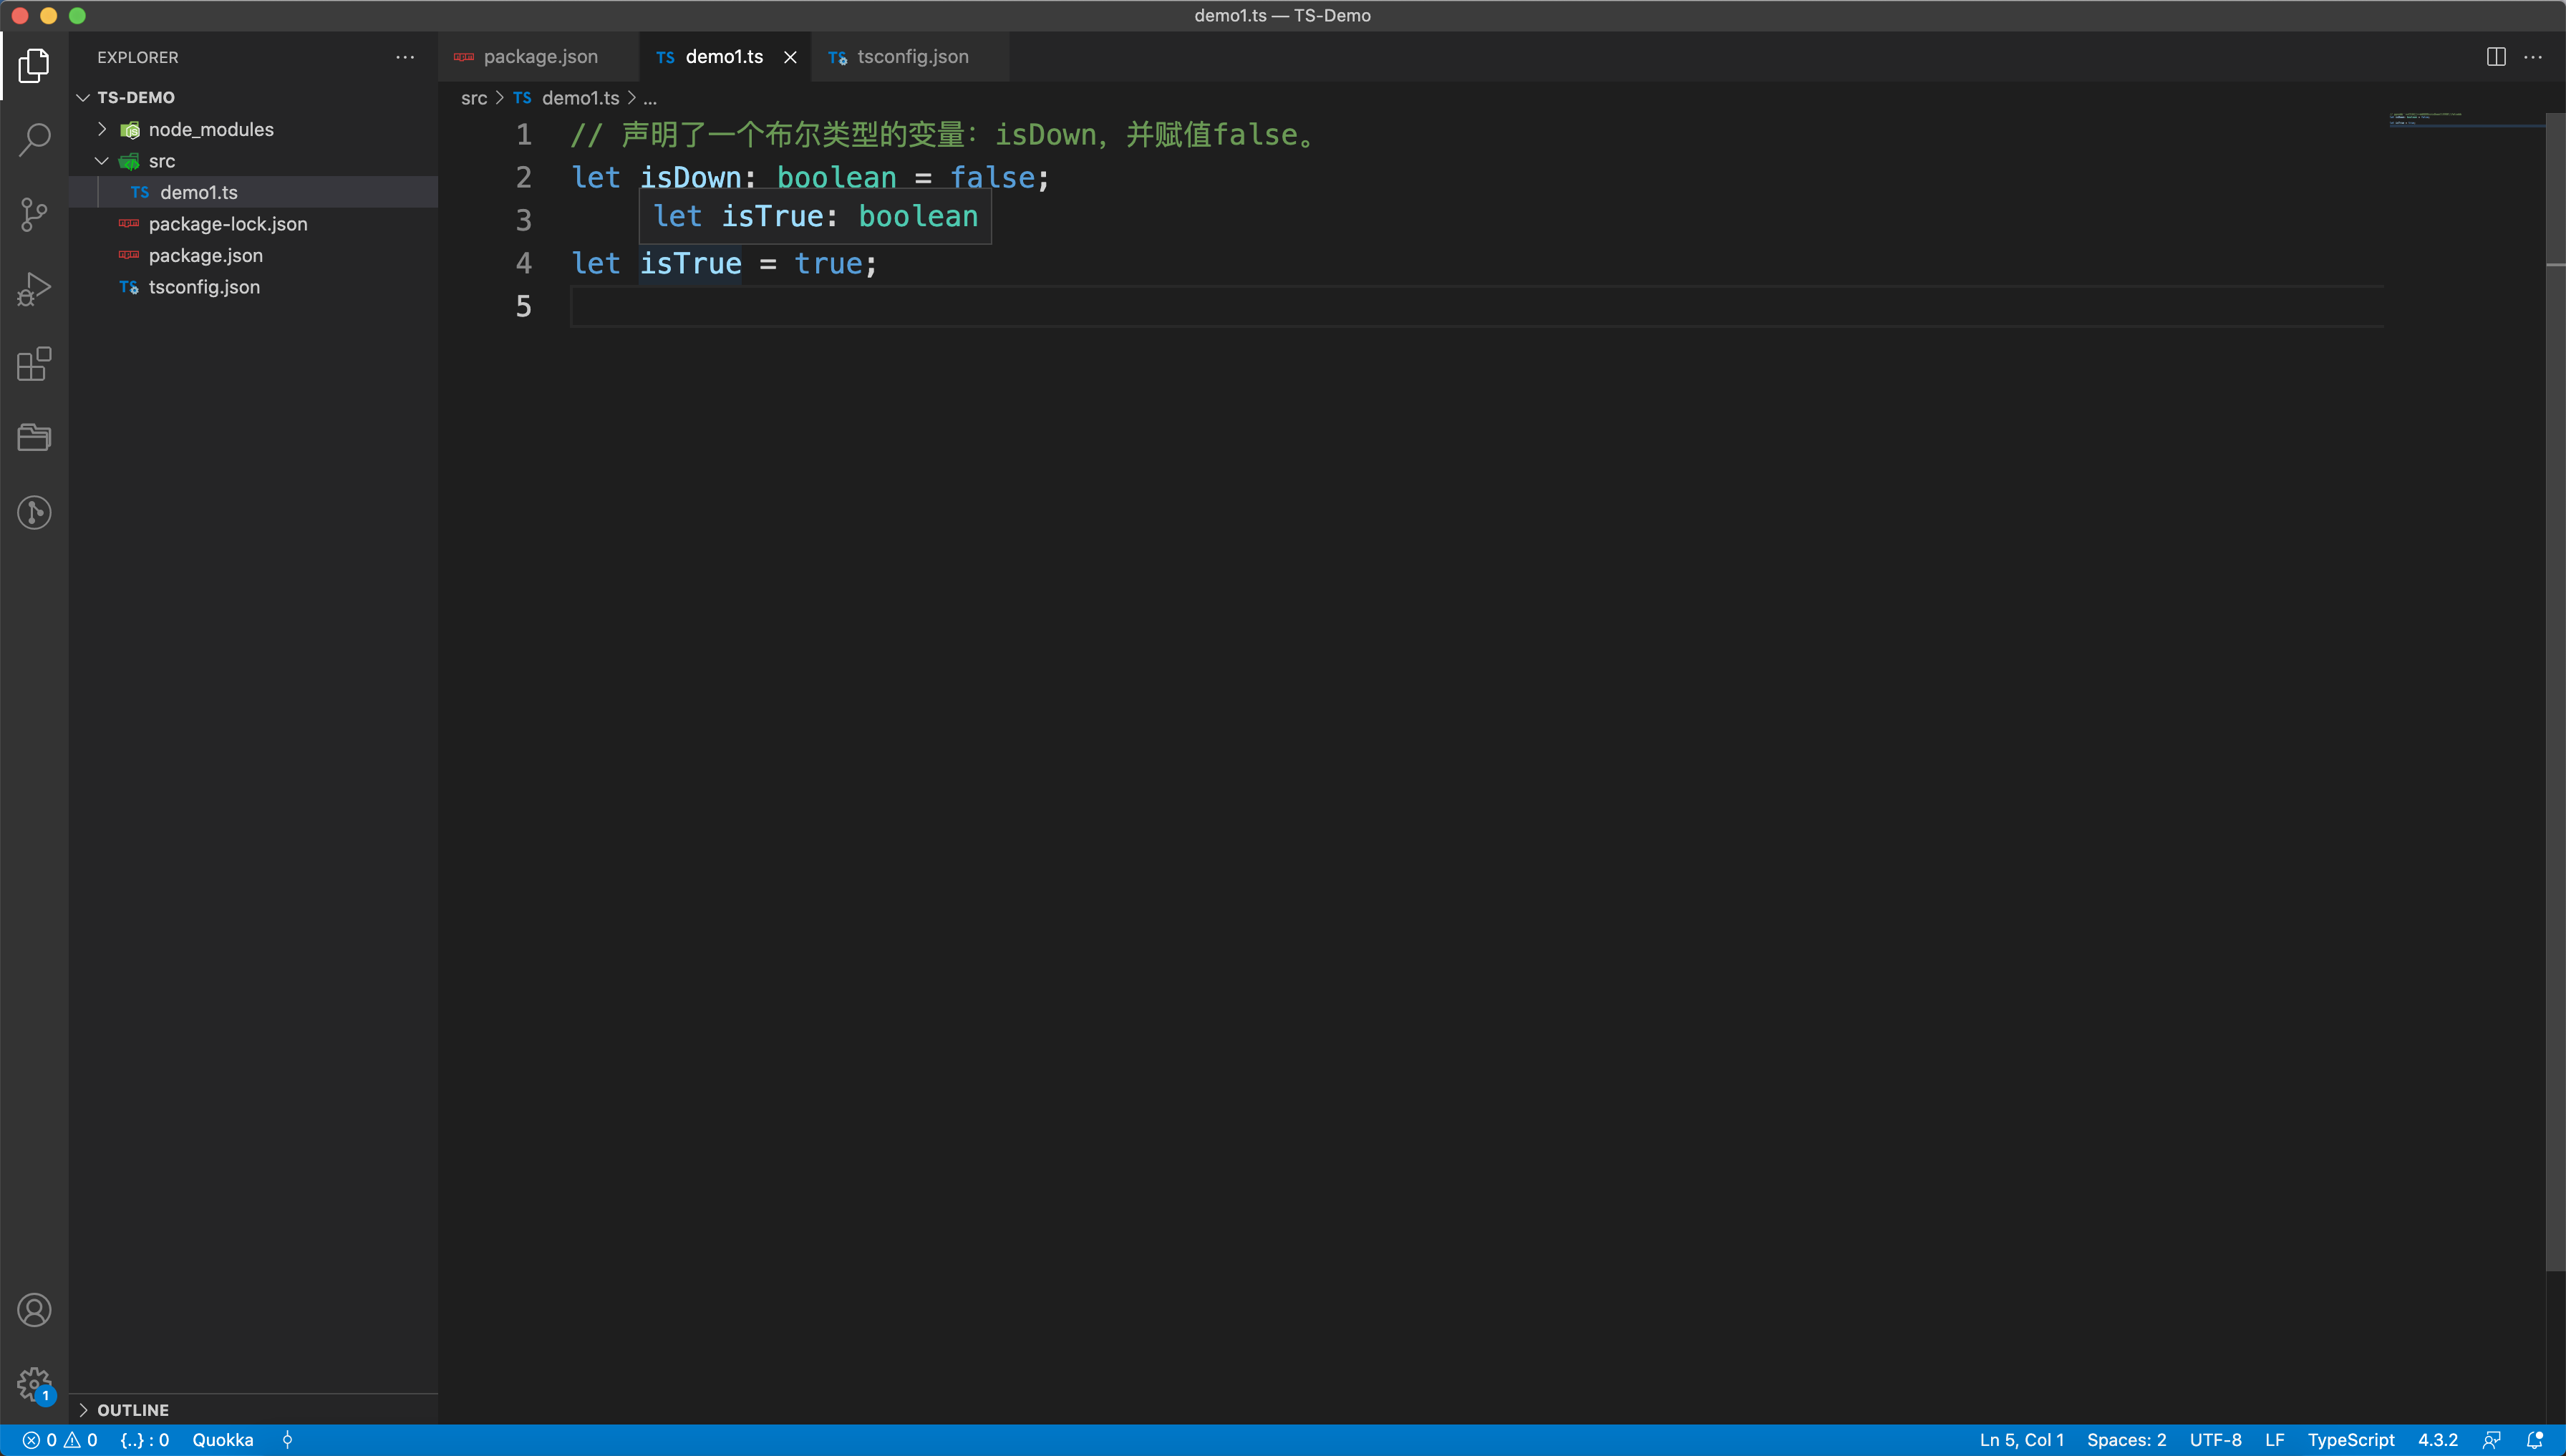 demo1.ts — TS-Demo
EXPLORER
package.json
TS demo1.ts
TS tsconfig.json
TS-DEMO
node_modules
src
TS demo1.ts
package-lock.json
package.json
TS tsconfig.json
OUTLINE
src > TS demo1.ts > ...
1 // 声明了一个布尔类型的变量：isDown，并赋值false。
2 let isDown: boolean = false;
let isTrue: boolean
3
4 let isTrue = true;
5
1
0 0 {..} : 0 Quokka
Ln 5, Col 1 Spaces: 2 UTF-8 LF TypeScript 4.3.2